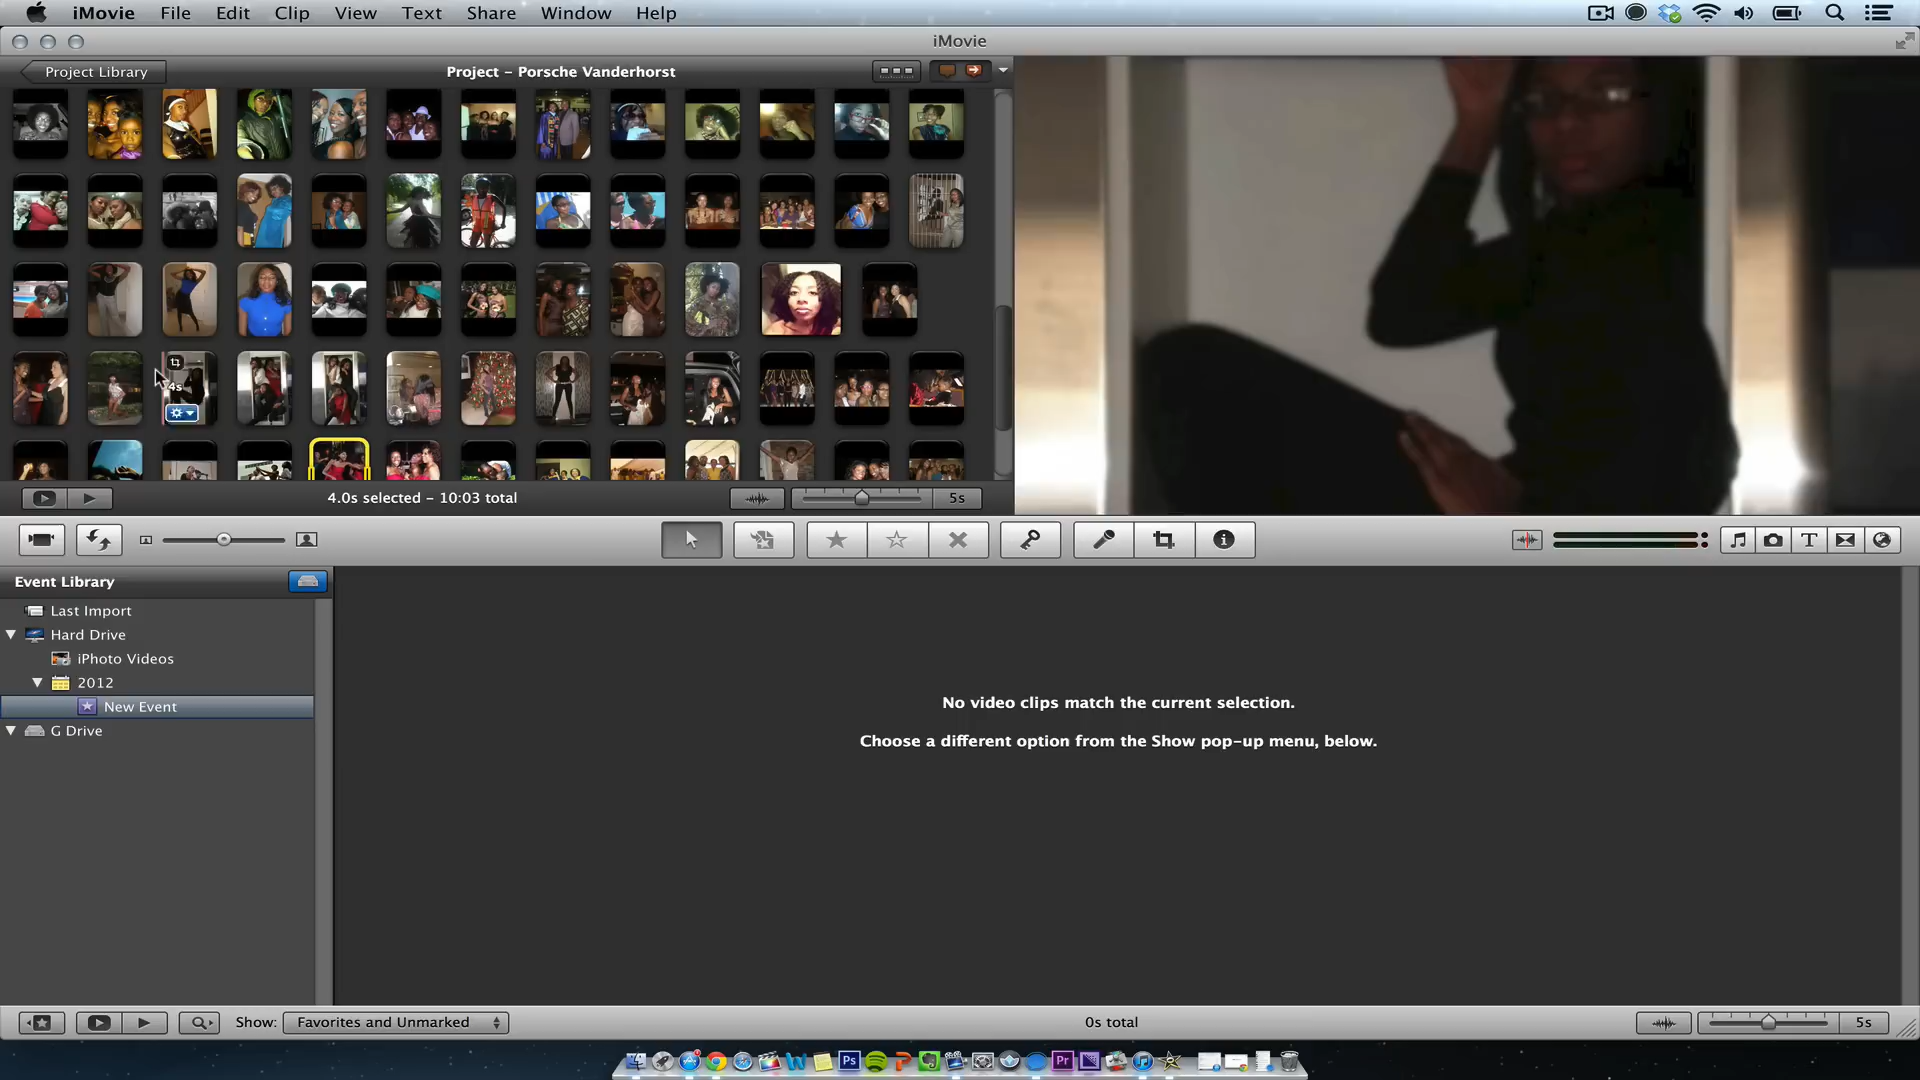 iMovie File Edit Clip View Text Share Window Help
iMovie
Project Library
Project – Porsche Vanderhorst
4s
4.0s selected – 10:03 total
5s
Event Library
Last Import
Hard Drive
iPhoto Videos
2012
New Event
G Drive
No video clips match the current selection.
Choose a different option from the Show pop-up menu, below.
Show: Favorites and Unmarked
0s total
5s
W Ps P Pr